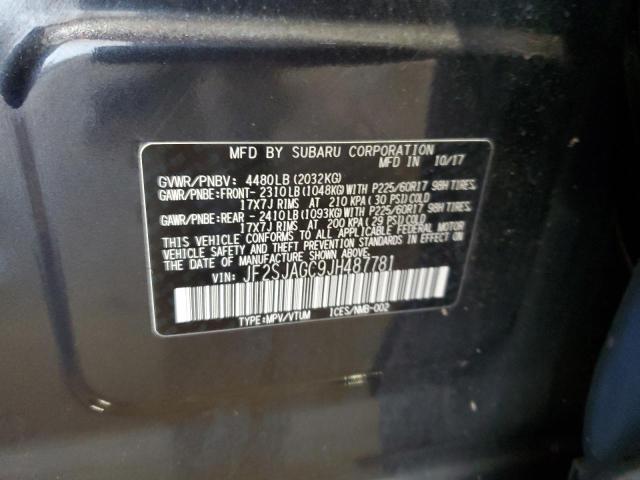 MFD BY SUBARU CORPORATION
MFD IN 10/17
GVWR/PNBV: 4480LB (2032KG)
GAWR/PNBE:FRONT-2310LB(1048KG)WITH P225/60R17 98H TIRES,
17X7J RIMS AT 210 KPA(30 PSI)COLD
GAWR/PNBE:REAR -2410LB(1093KG)WITH P225/60R17 98H TIRES,
17X7J RIMS AT 200 KPA(29 PSI)COLD
THIS VEHICLE CONFORMS TO ALL APPLICABLE FEDERAL MOTOR
VEHICLE SAFETY AND THEFT PREVENTION STANDARDS IN EFFECT ON
THE DATE OF MANUFACTURE SHOWN ABOVE.
VIN: JF2SJAGC9JH487781
TYPE:MPV/VTUM ICES/NMB-002